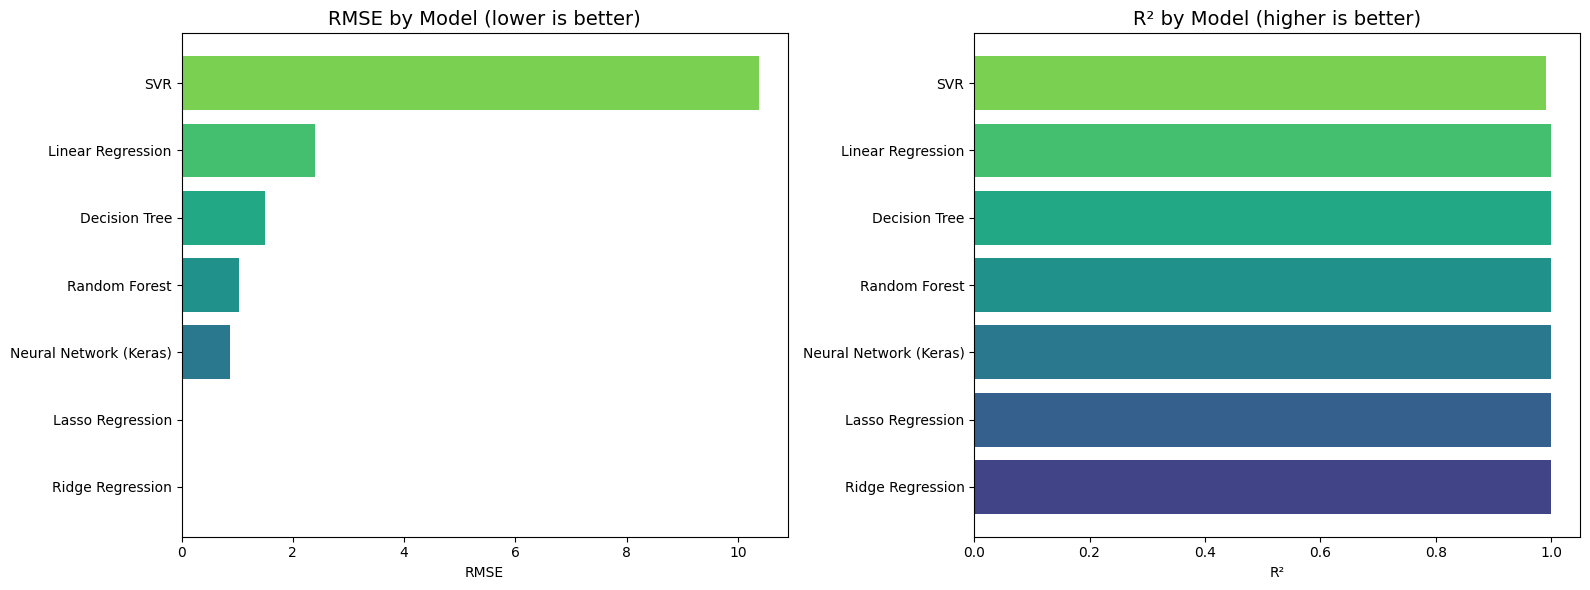 RMSE by Model (lower is better)
SVR
Linear Regression
Decision Tree
Random Forest
Neural Network (Keras)
Lasso Regression
Ridge Regression
0 2 4 6 8 10
RMSE
R² by Model (higher is better)
SVR
Linear Regression
Decision Tree
Random Forest
Neural Network (Keras)
Lasso Regression
Ridge Regression
0.0 0.2 0.4 0.6 0.8 1.0
R²